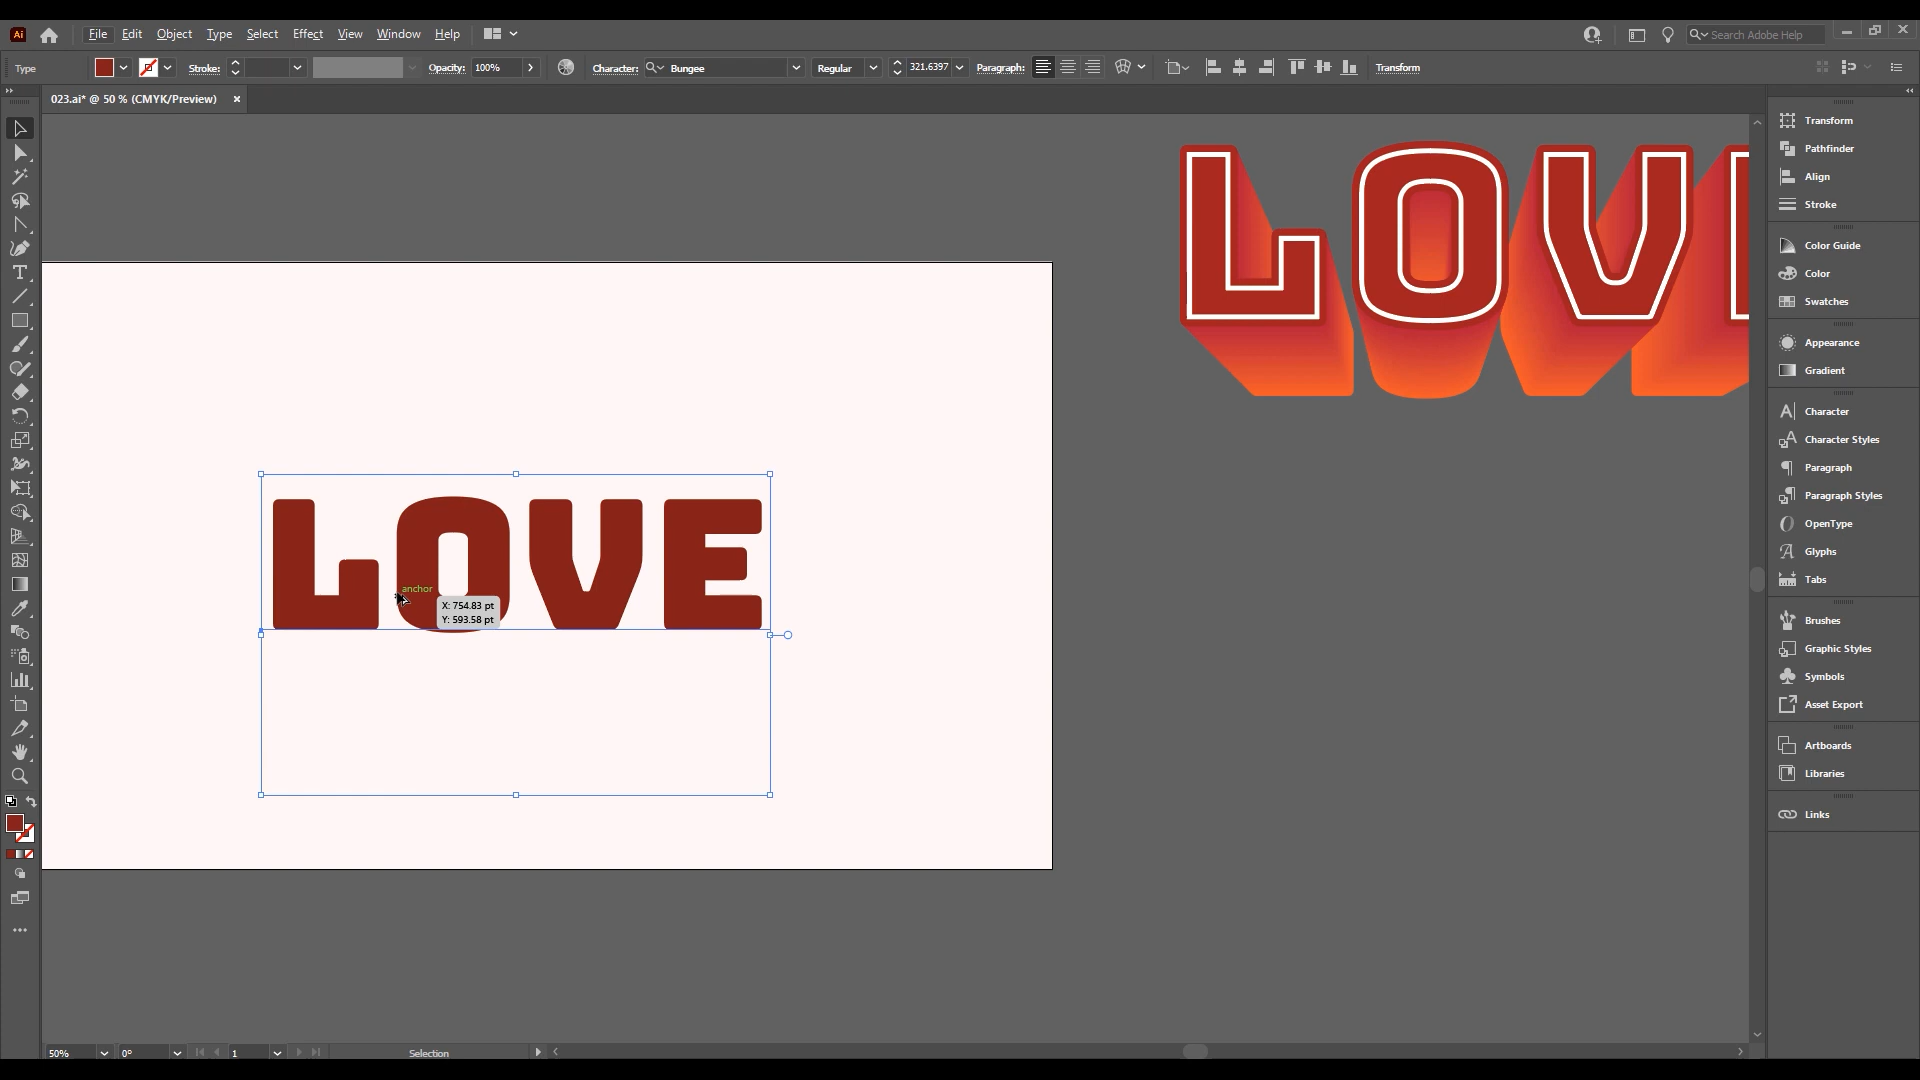 Ai File Edit Object Type Select Effect View Window Help Search Adobe Help
Type Stroke: Opacity: 100% Character: Bungee Regular 321.6397 Paragraph: Transform
023.ai* @ 50 % (CMYK/Preview)
LOVE
LOVE
anchor
X: 754.83 pt
Y: 593.58 pt
Transform
Pathfinder
Align
Stroke
Color Guide
Color
Swatches
Appearance
Gradient
Character
Character Styles
Paragraph
Paragraph Styles
OpenType
Glyphs
Tabs
Brushes
Graphic Styles
Symbols
Asset Export
Artboards
Libraries
Links
50% 0° 1 Selection